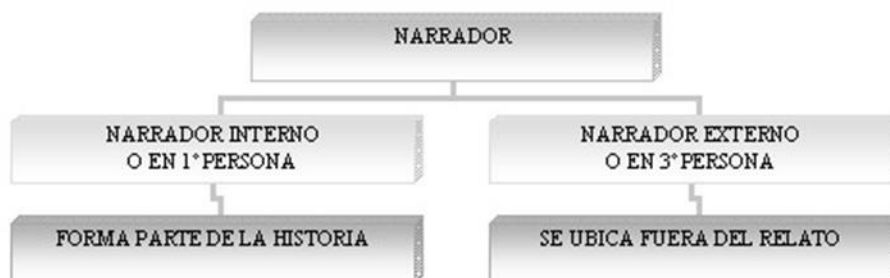 NARRADOR
NARRADOR INTERNO
O EN 1° PERSONA
NARRADOR EXTERNO
O EN 3° PERSONA
FORMA PARTE DE LA HISTORIA
SE UBICA FUERA DEL RELATO